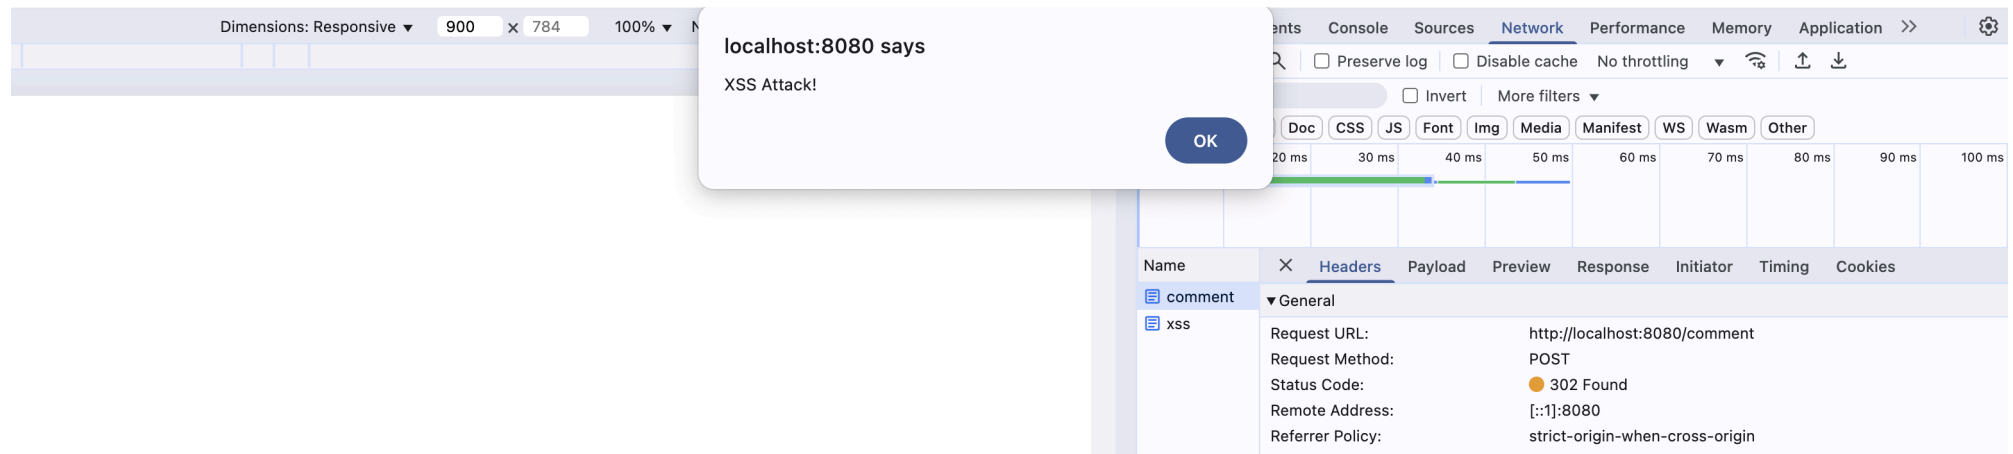 Dimensions: Responsive ▼ 900 × 784 100% ▼
localhost:8080 says
XSS Attack!
OK
Console Sources Network Performance Memory Application
Preserve log Disable cache No throttling ▼
Invert More filters ▼
Doc CSS JS Font Img Media Manifest WS Wasm Other
20 ms 30 ms 40 ms 50 ms 60 ms 70 ms 80 ms 90 ms 100 ms
Name
comment
xss
Headers Payload Preview Response Initiator Timing Cookies
▼ General
Request URL: http://localhost:8080/comment
Request Method: POST
Status Code: 302 Found
Remote Address: [::1]:8080
Referrer Policy: strict-origin-when-cross-origin